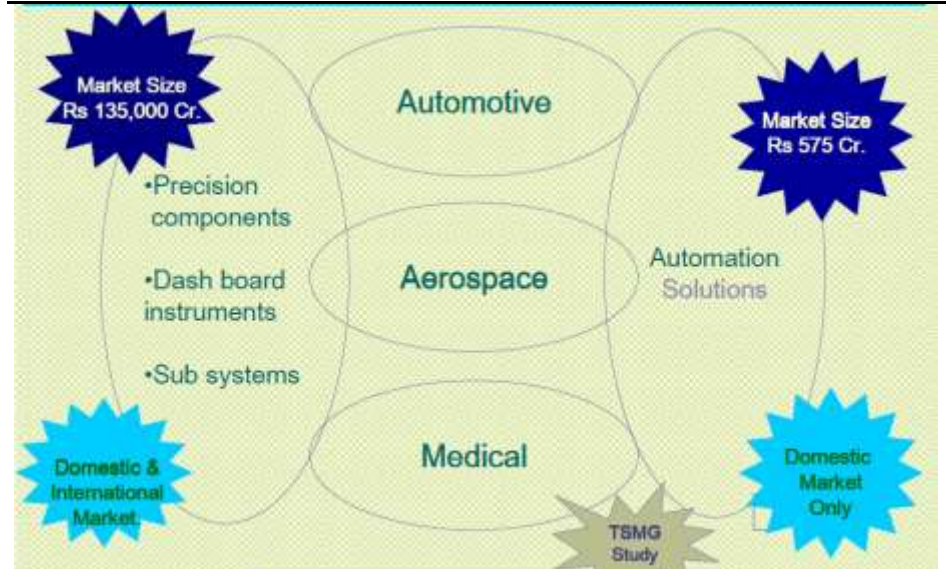 Market Size
Rs 135,000 Cr.
Automotive
Market Size
Rs 575 Cr.
•Precision
components
•Dash board
instruments
•Sub systems
Aerospace
Automation
Solutions
Medical
Domestic &
International
Market.
Domestic
Market
Only
TSMG
Study